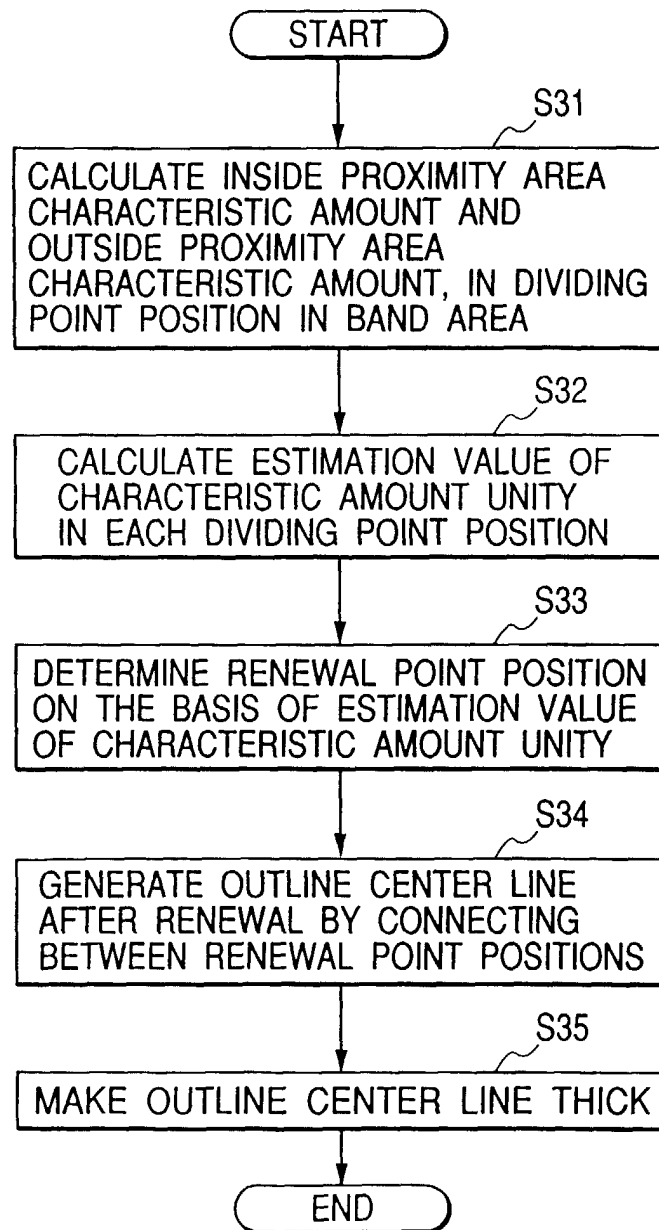 START
S31
CALCULATE INSIDE PROXIMITY AREA
CHARACTERISTIC AMOUNT AND
OUTSIDE PROXIMITY AREA
CHARACTERISTIC AMOUNT, IN DIVIDING
POINT POSITION IN BAND AREA
S32
CALCULATE ESTIMATION VALUE OF
CHARACTERISTIC AMOUNT UNITY
IN EACH DIVIDING POINT POSITION
S33
DETERMINE RENEWAL POINT POSITION
ON THE BASIS OF ESTIMATION VALUE
OF CHARACTERISTIC AMOUNT UNITY
S34
GENERATE OUTLINE CENTER LINE
AFTER RENEWAL BY CONNECTING
BETWEEN RENEWAL POINT POSITIONS
S35
MAKE OUTLINE CENTER LINE THICK
END